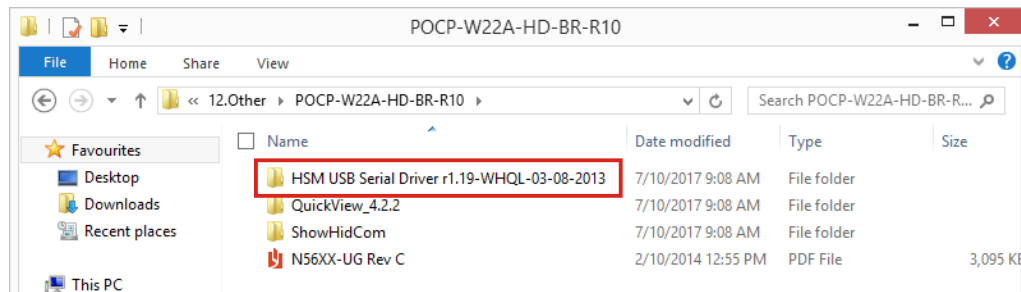 POCP-W22A-HD-BR-R10
File Home Share View
« 12.Other POCP-W22A-HD-BR-R10 Search POCP-W22A-HD-BR-R...
Name Date modified Type Size
Favourites
HSM USB Serial Driver r1.19-WHQL-03-08-2013 7/10/2017 9:08 AM File folder
Desktop
QuickView_4.2.2 7/10/2017 9:08 AM File folder
Downloads
ShowHidCom 7/10/2017 9:08 AM File folder
Recent places
N56XX-UG Rev C 2/10/2014 12:55 PM PDF File 3,095 KB
This PC